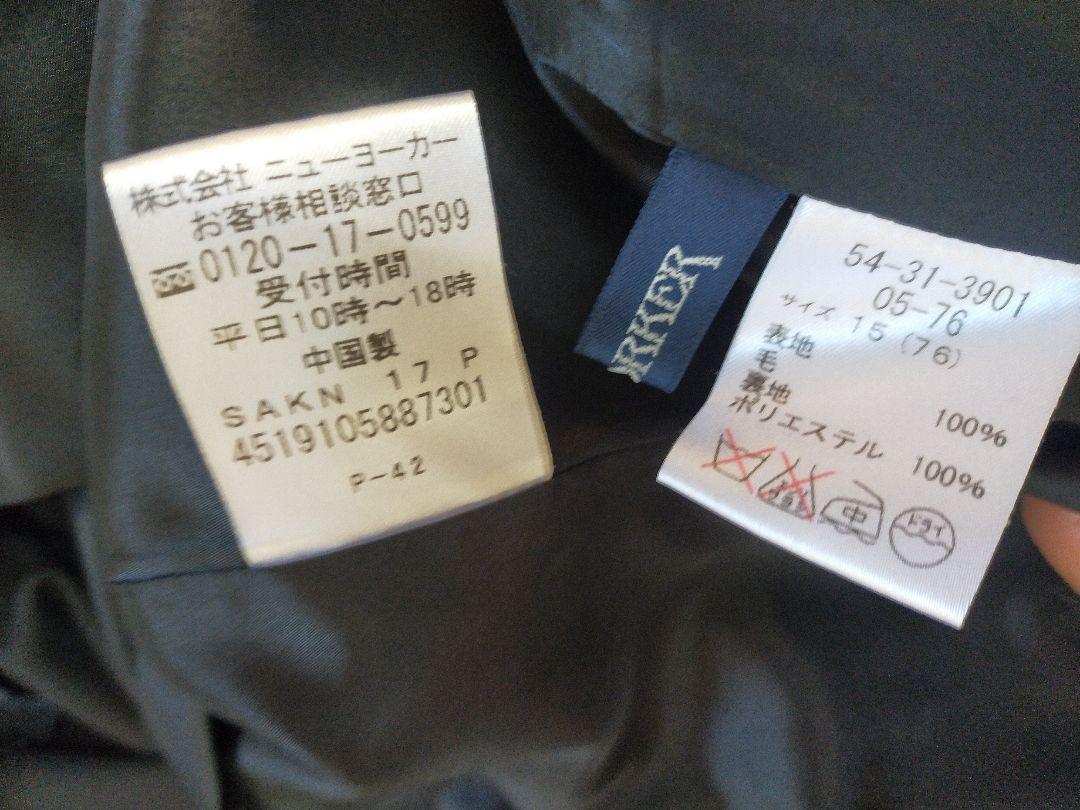 株式会社 ニューヨーカー
お客様相談窓口
0120-17-0599
受付時間
平日10時~18時
中国製
SAKN 17 P
4519105887301
P-42
RKER
54-31-3901
05-76
サイズ 15(76)
表地
毛 100%
裏地
ポリエステル 100%
中
ドライ